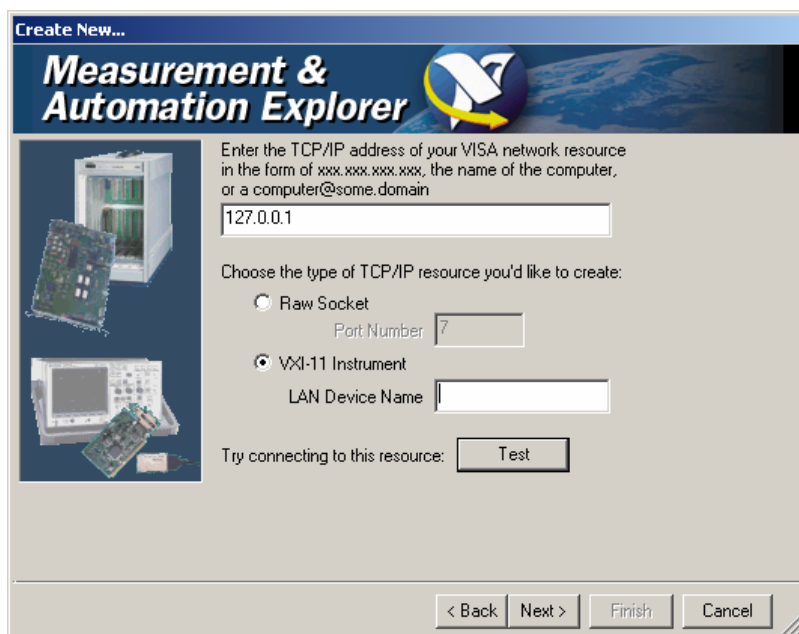 Create New...
Measurement &
Automation Explorer
Enter the TCP/IP address of your VISA network resource
in the form of xxx.xxx.xxx.xxx, the name of the computer,
or a computer@some.domain
127.0.0.1
Choose the type of TCP/IP resource you'd like to create:
Raw Socket
Port Number 7
VXI-11 Instrument
LAN Device Name
Try connecting to this resource: Test
< Back Next > Finish Cancel